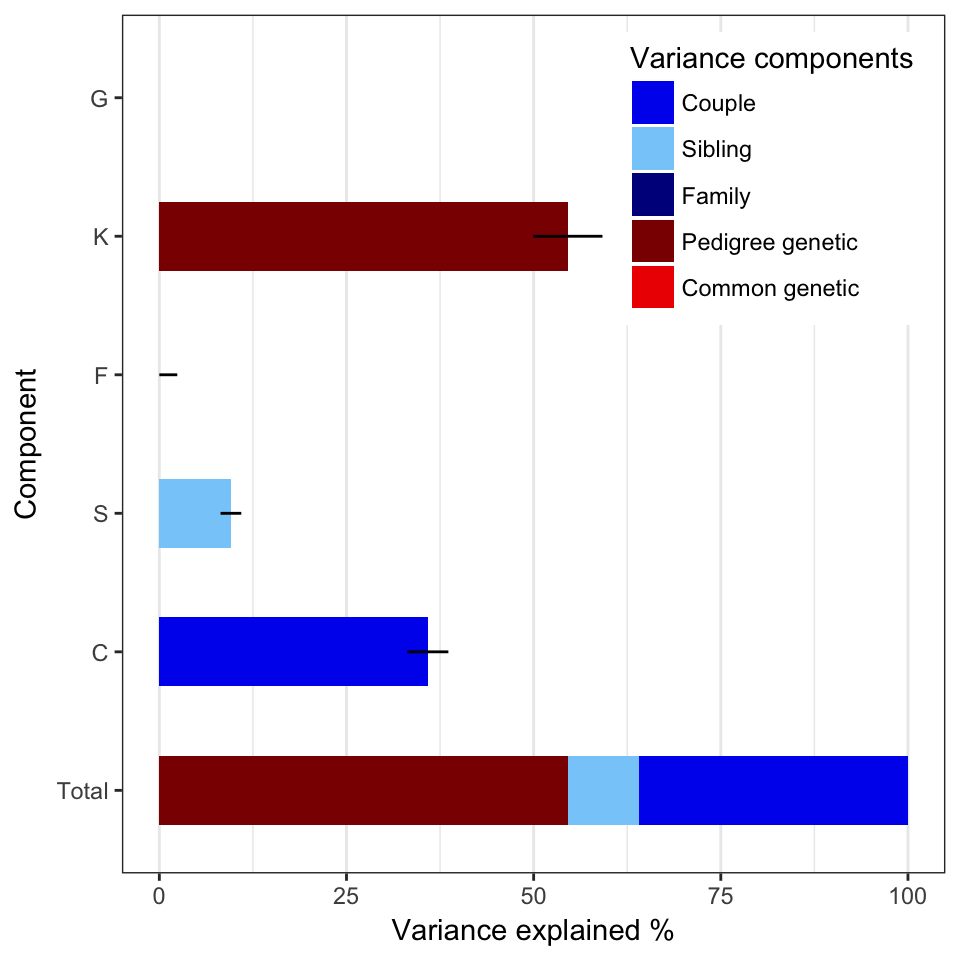 Variance components
Couple
Sibling
Family
Pedigree genetic
Common genetic
Component
G
K
F
S
C
Total
0 25 50 75 100
Variance explained %